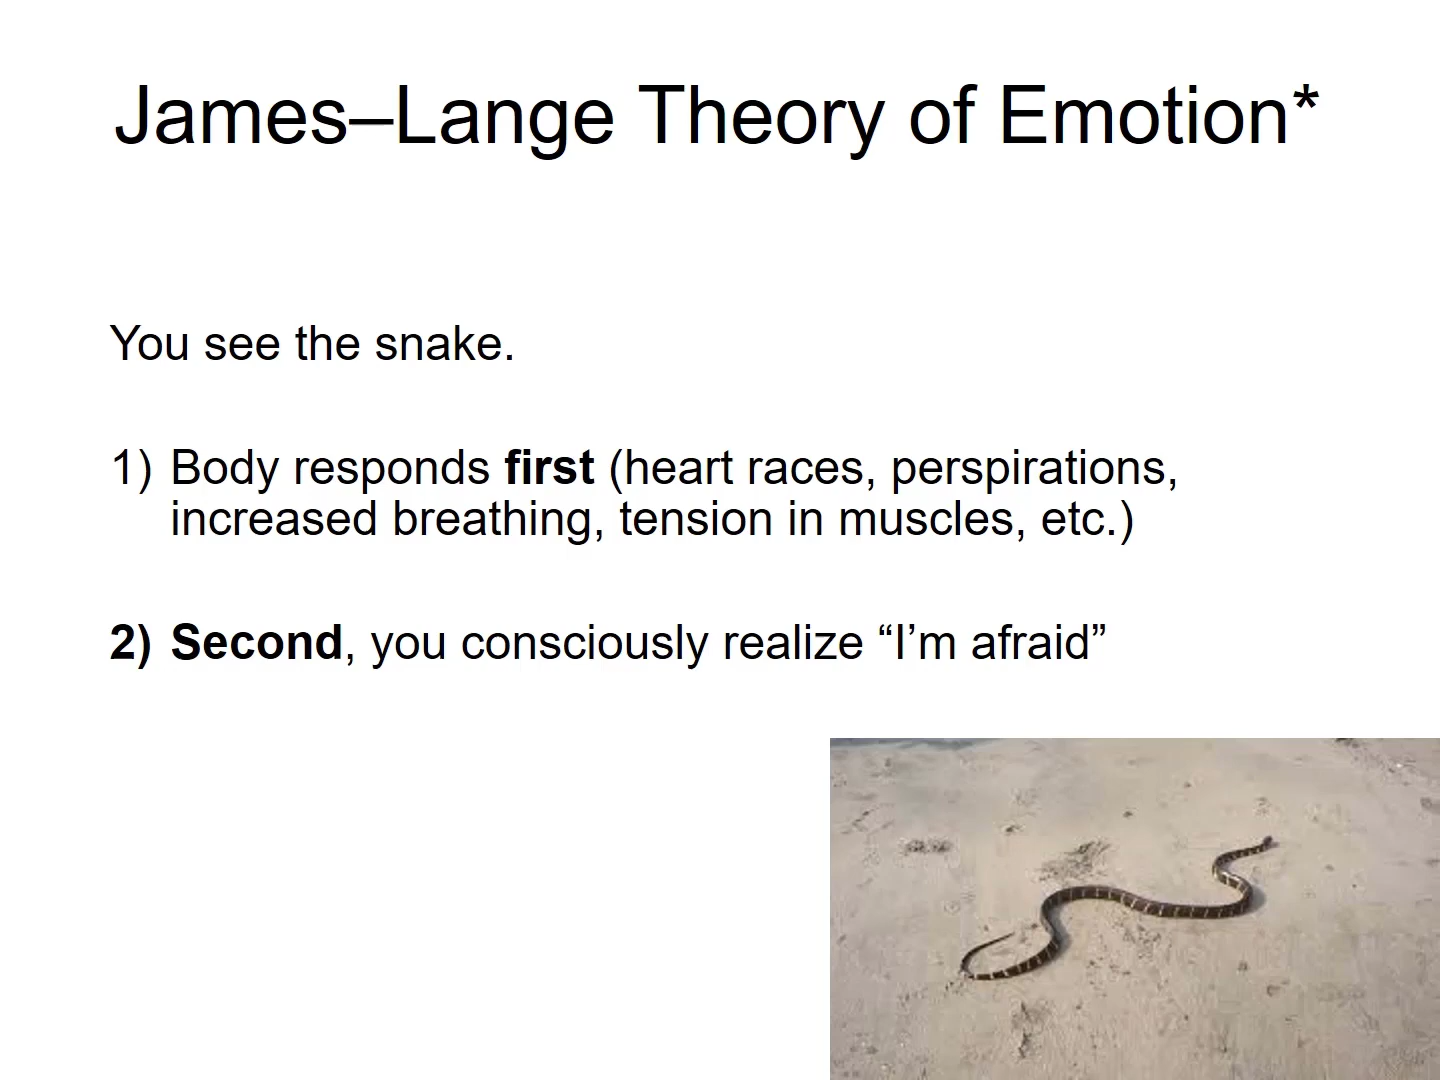 James–Lange Theory of Emotion*
You see the snake.
1) Body responds first (heart races, perspirations,
increased breathing, tension in muscles, etc.)
2) Second, you consciously realize “I’m afraid”